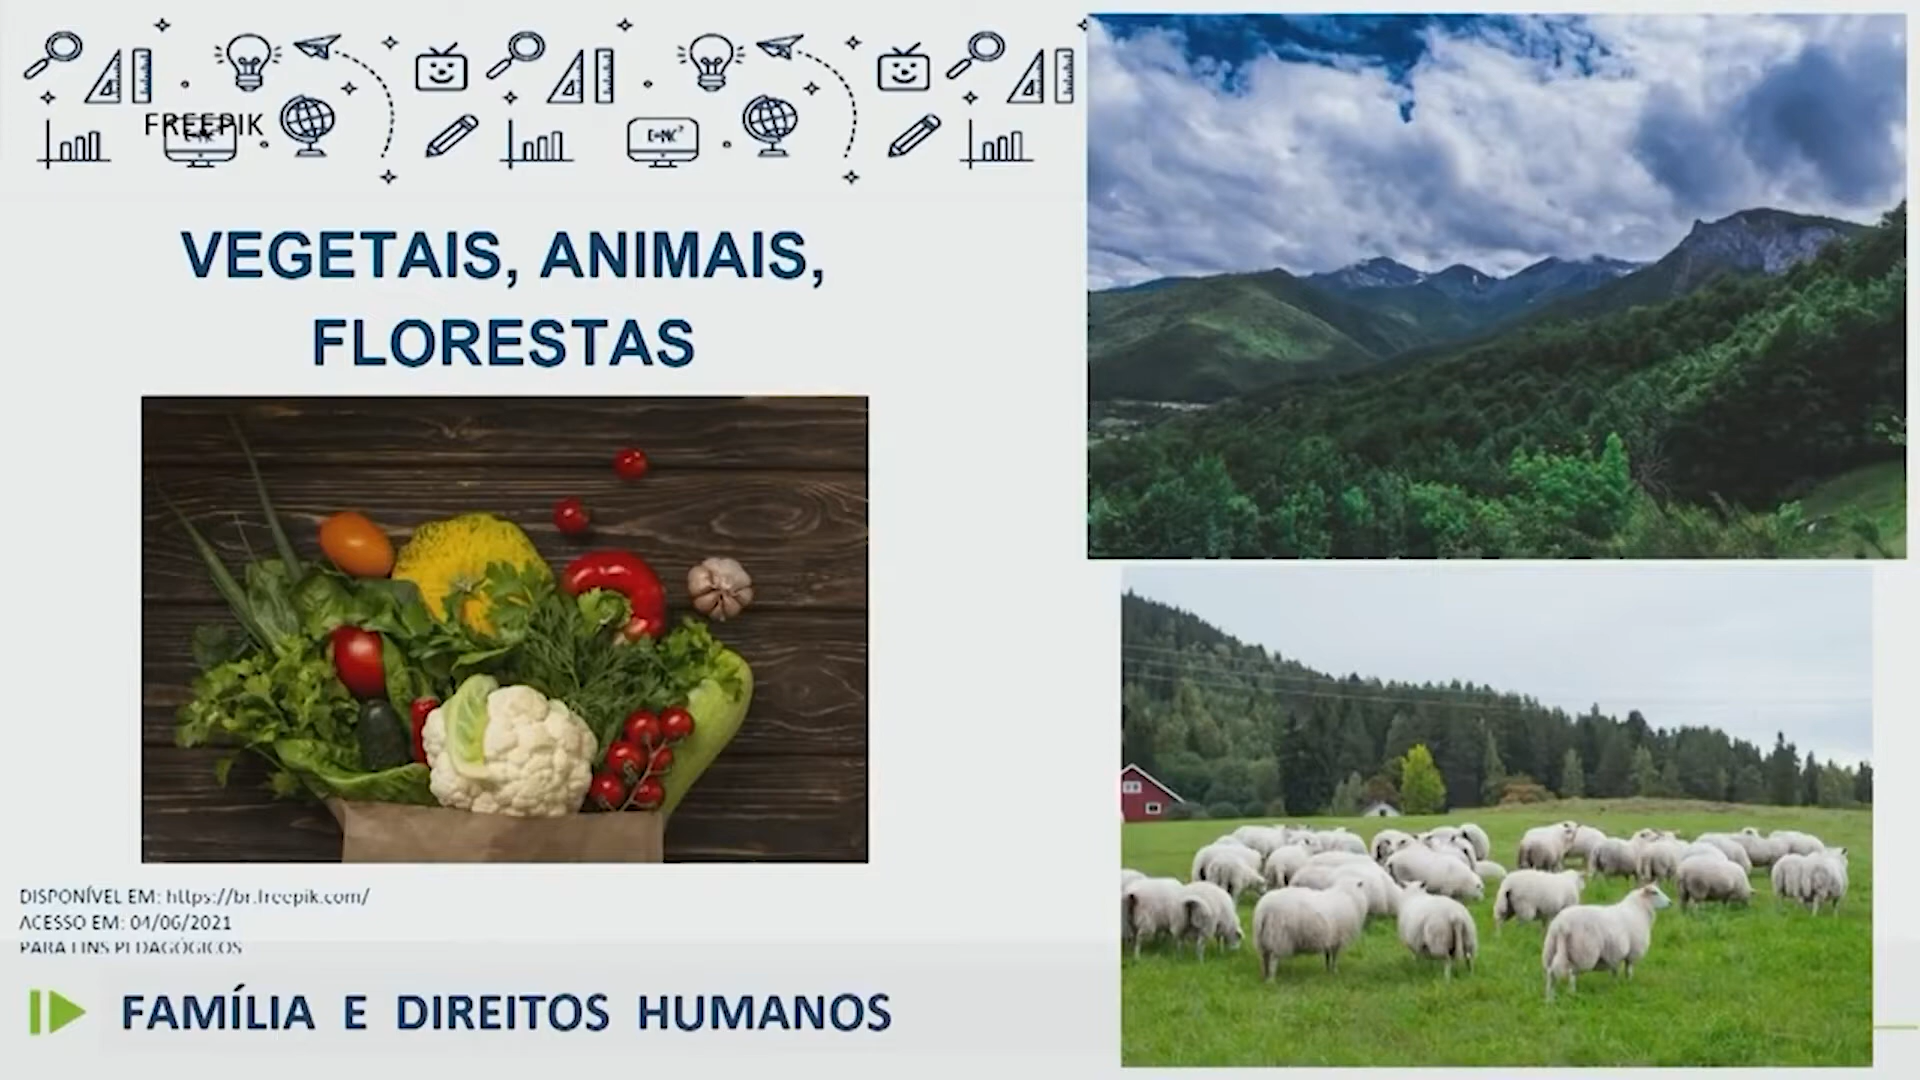 FREEPIK
E=MC²
VEGETAIS, ANIMAIS,
FLORESTAS
DISPONÍVEL EM: https://br.freepik.com/
ACESSO EM: 04/06/2021
PARA FINS PEDAGÓGICOS
FAMÍLIA E DIREITOS HUMANOS